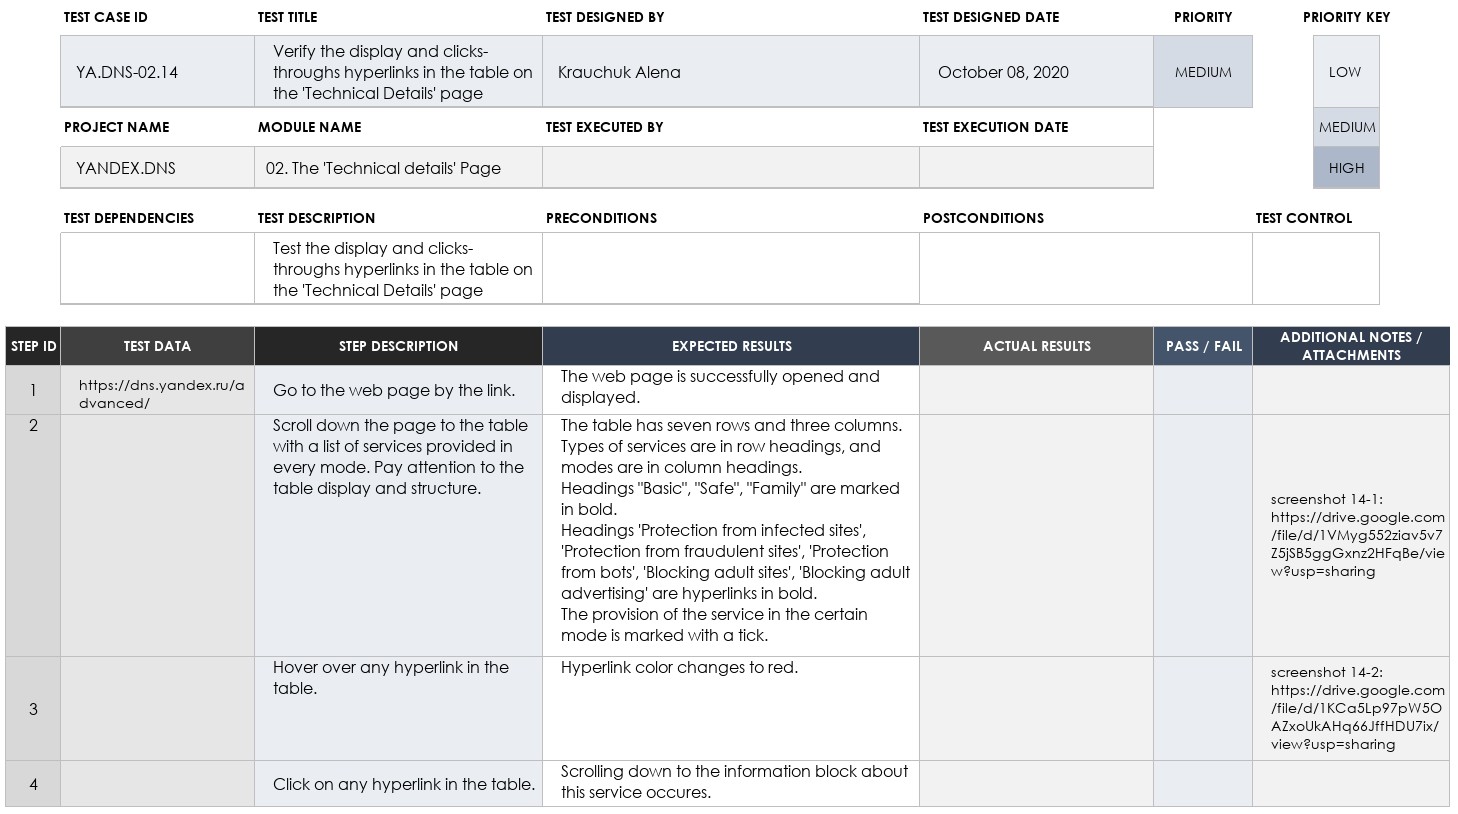 TEST CASE ID TEST TITLE TEST DESIGNED BY TEST DESIGNED DATE PRIORITY PRIORITY KEY
YA.DNS-02.14
Verify the display and clicks-
throughs hyperlinks in the table on
the 'Technical Details' page
Krauchuk Alena
October 08, 2020
MEDIUM
LOW
PROJECT NAME MODULE NAME TEST EXECUTED BY TEST EXECUTION DATE
MEDIUM
YANDEX.DNS
02. The 'Technical details' Page
HIGH
TEST DEPENDENCIES TEST DESCRIPTION PRECONDITIONS POSTCONDITIONS TEST CONTROL
Test the display and clicks-
throughs hyperlinks in the table on
the 'Technical Details' page
STEP ID TEST DATA STEP DESCRIPTION EXPECTED RESULTS ACTUAL RESULTS PASS / FAIL
ADDITIONAL NOTES /
ATTACHMENTS
1
https://dns.yandex.ru/a
dvanced/
Go to the web page by the link.
The web page is successfully opened and
displayed.
2
Scroll down the page to the table
with a list of services provided in
every mode. Pay attention to the
table display and structure.
The table has seven rows and three columns.
Types of services are in row headings, and
modes are in column headings.
Headings "Basic", "Safe", "Family" are marked
in bold.
Headings 'Protection from infected sites',
'Protection from fraudulent sites', 'Protection
from bots', 'Blocking adult sites', 'Blocking adult
advertising' are hyperlinks in bold.
The provision of the service in the certain
mode is marked with a tick.
screenshot 14-1:
https://drive.google.com
/file/d/1VMyg552ziav5v7
Z5jSB5ggGxnz2HFqBe/vie
w?usp=sharing
3
Hover over any hyperlink in the
table.
Hyperlink color changes to red.
screenshot 14-2:
https://drive.google.com
/file/d/1KCa5Lp97pW5O
AZxoUkAHq66JffHDU7ix/
view?usp=sharing
4
Click on any hyperlink in the table.
Scrolling down to the information block about
this service occures.